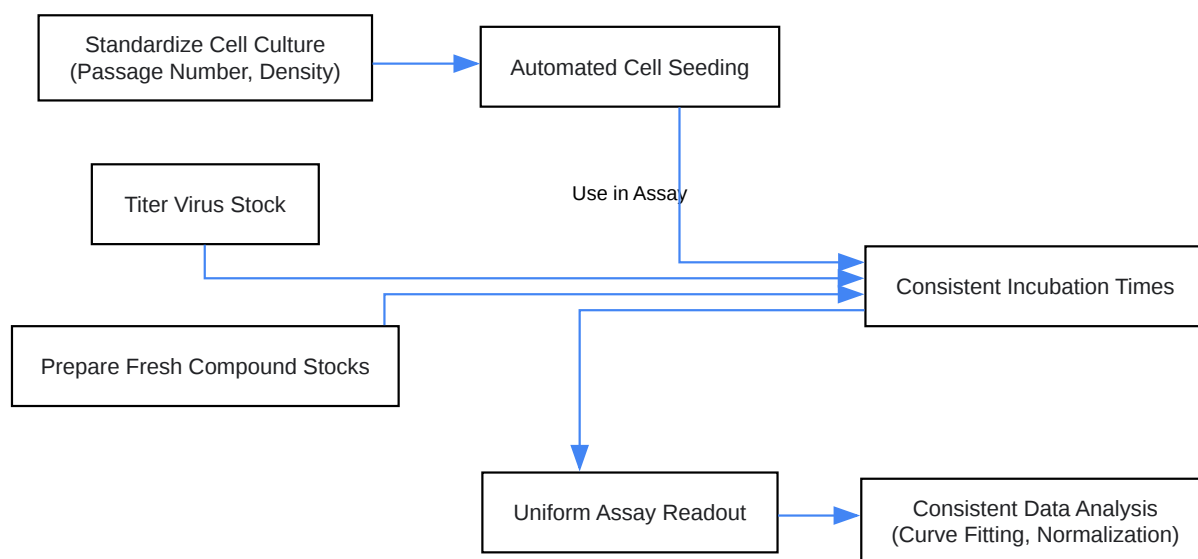 Standardize Cell Culture
(Passage Number, Density)
Automated Cell Seeding
Titer Virus Stock
Use in Assay
Consistent Incubation Times
Prepare Fresh Compound Stocks
Uniform Assay Readout
Consistent Data Analysis
(Curve Fitting, Normalization)